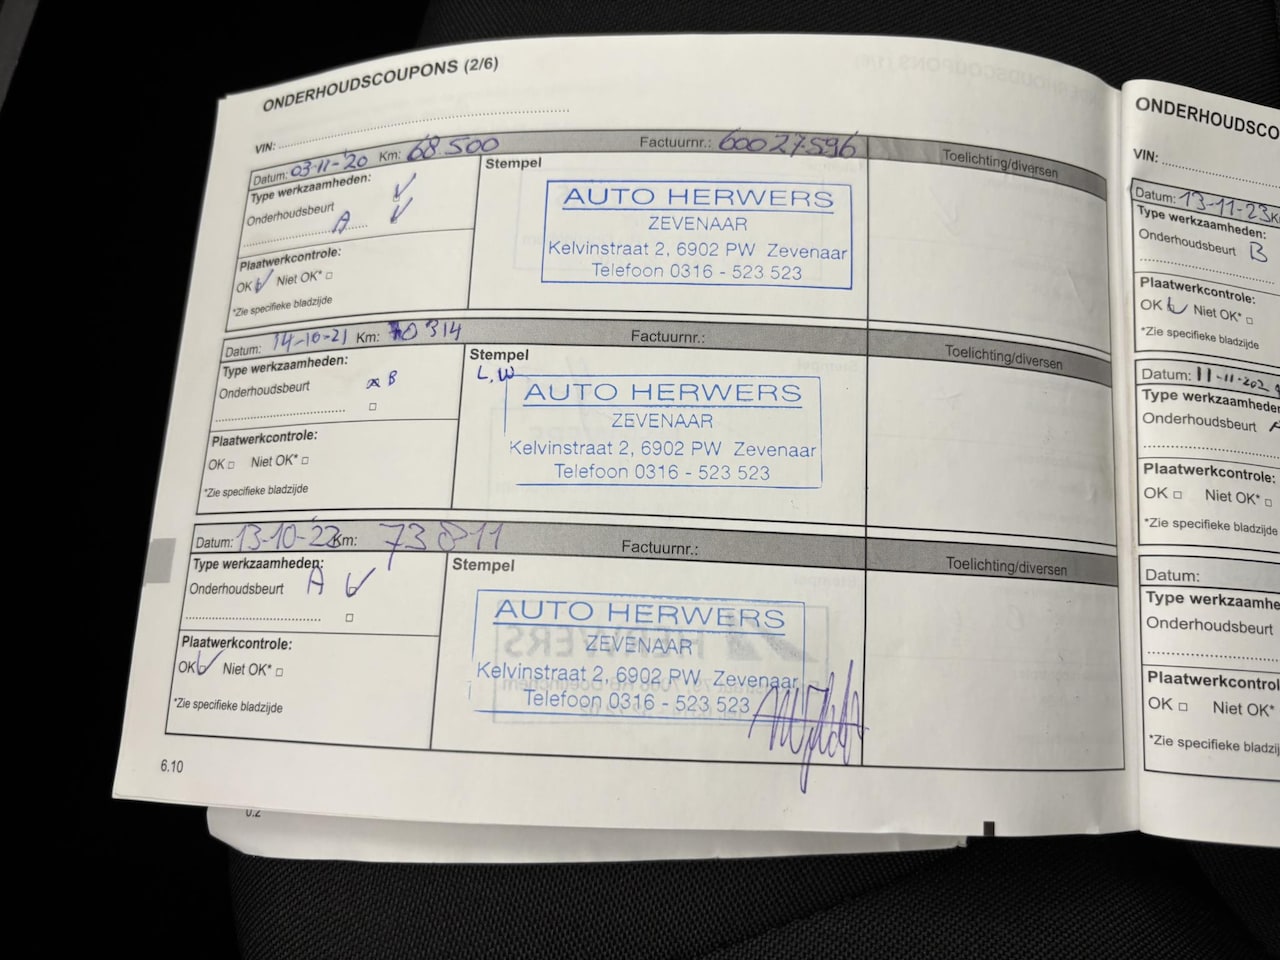 ONDERHOUDSCOUPONS (2/6)
VIN:
Datum: 03-11-'20 Km: 68.500 Factuurnr.: 60027596 Toelichting/diversen
Type werkzaamheden:
Onderhoudsbeurt
A
Plaatwerkcontrole:
OK Niet OK*
*Zie specifieke bladzijde
Stempel
AUTO HERWERS
ZEVENAAR
Kelvinstraat 2, 6902 PW Zevenaar
Telefoon 0316 - 523 523
Datum: 14-10-21 Km: 70 314 Factuurnr.: Toelichting/diversen
Type werkzaamheden:
Onderhoudsbeurt B
Plaatwerkcontrole:
OK Niet OK*
*Zie specifieke bladzijde
Stempel
L.W
AUTO HERWERS
ZEVENAAR
Kelvinstraat 2, 6902 PW Zevenaar
Telefoon 0316 - 523 523
Datum: 13-10-'22 Km: 73811 Factuurnr.: Toelichting/diversen
Type werkzaamheden:
Onderhoudsbeurt A
Plaatwerkcontrole:
OK Niet OK*
*Zie specifieke bladzijde
Stempel
AUTO HERWERS
ZEVENAAR
Kelvinstraat 2, 6902 PW Zevenaar
Telefoon 0316 - 523 523
6.10
ONDERHOUDSCO
VIN:
Datum: 13-11-23 K
Type werkzaamheden:
Onderhoudsbeurt B
Plaatwerkcontrole:
OK Niet OK*
*Zie specifieke bladzijde
Datum: 11-11-202
Type werkzaamheden
Onderhoudsbeurt A
Plaatwerkcontrole:
OK Niet OK*
*Zie specifieke bladzijde
Datum:
Type werkzaamhe
Onderhoudsbeurt
Plaatwerkcontrol
OK Niet OK*
*Zie specifieke bladzij